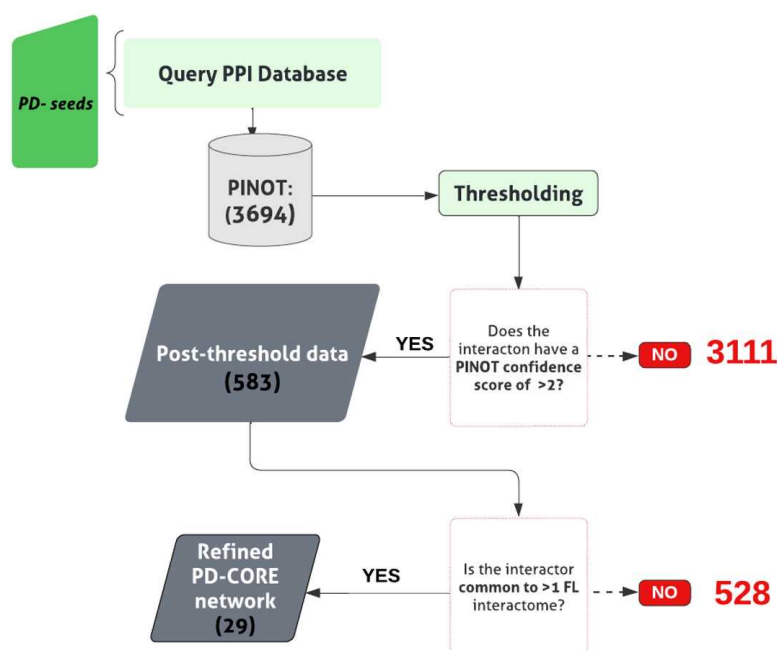 PD- seeds
Query PPI Database
PINOT:
(3694)
Thresholding
Does the
interacton have a
PINOT confidence
score of >2?
YES
NO
3111
Post-threshold data
(583)
Is the interactor
common to >1 FL
interactome?
YES
NO
528
Refined
PD-CORE
network
(29)